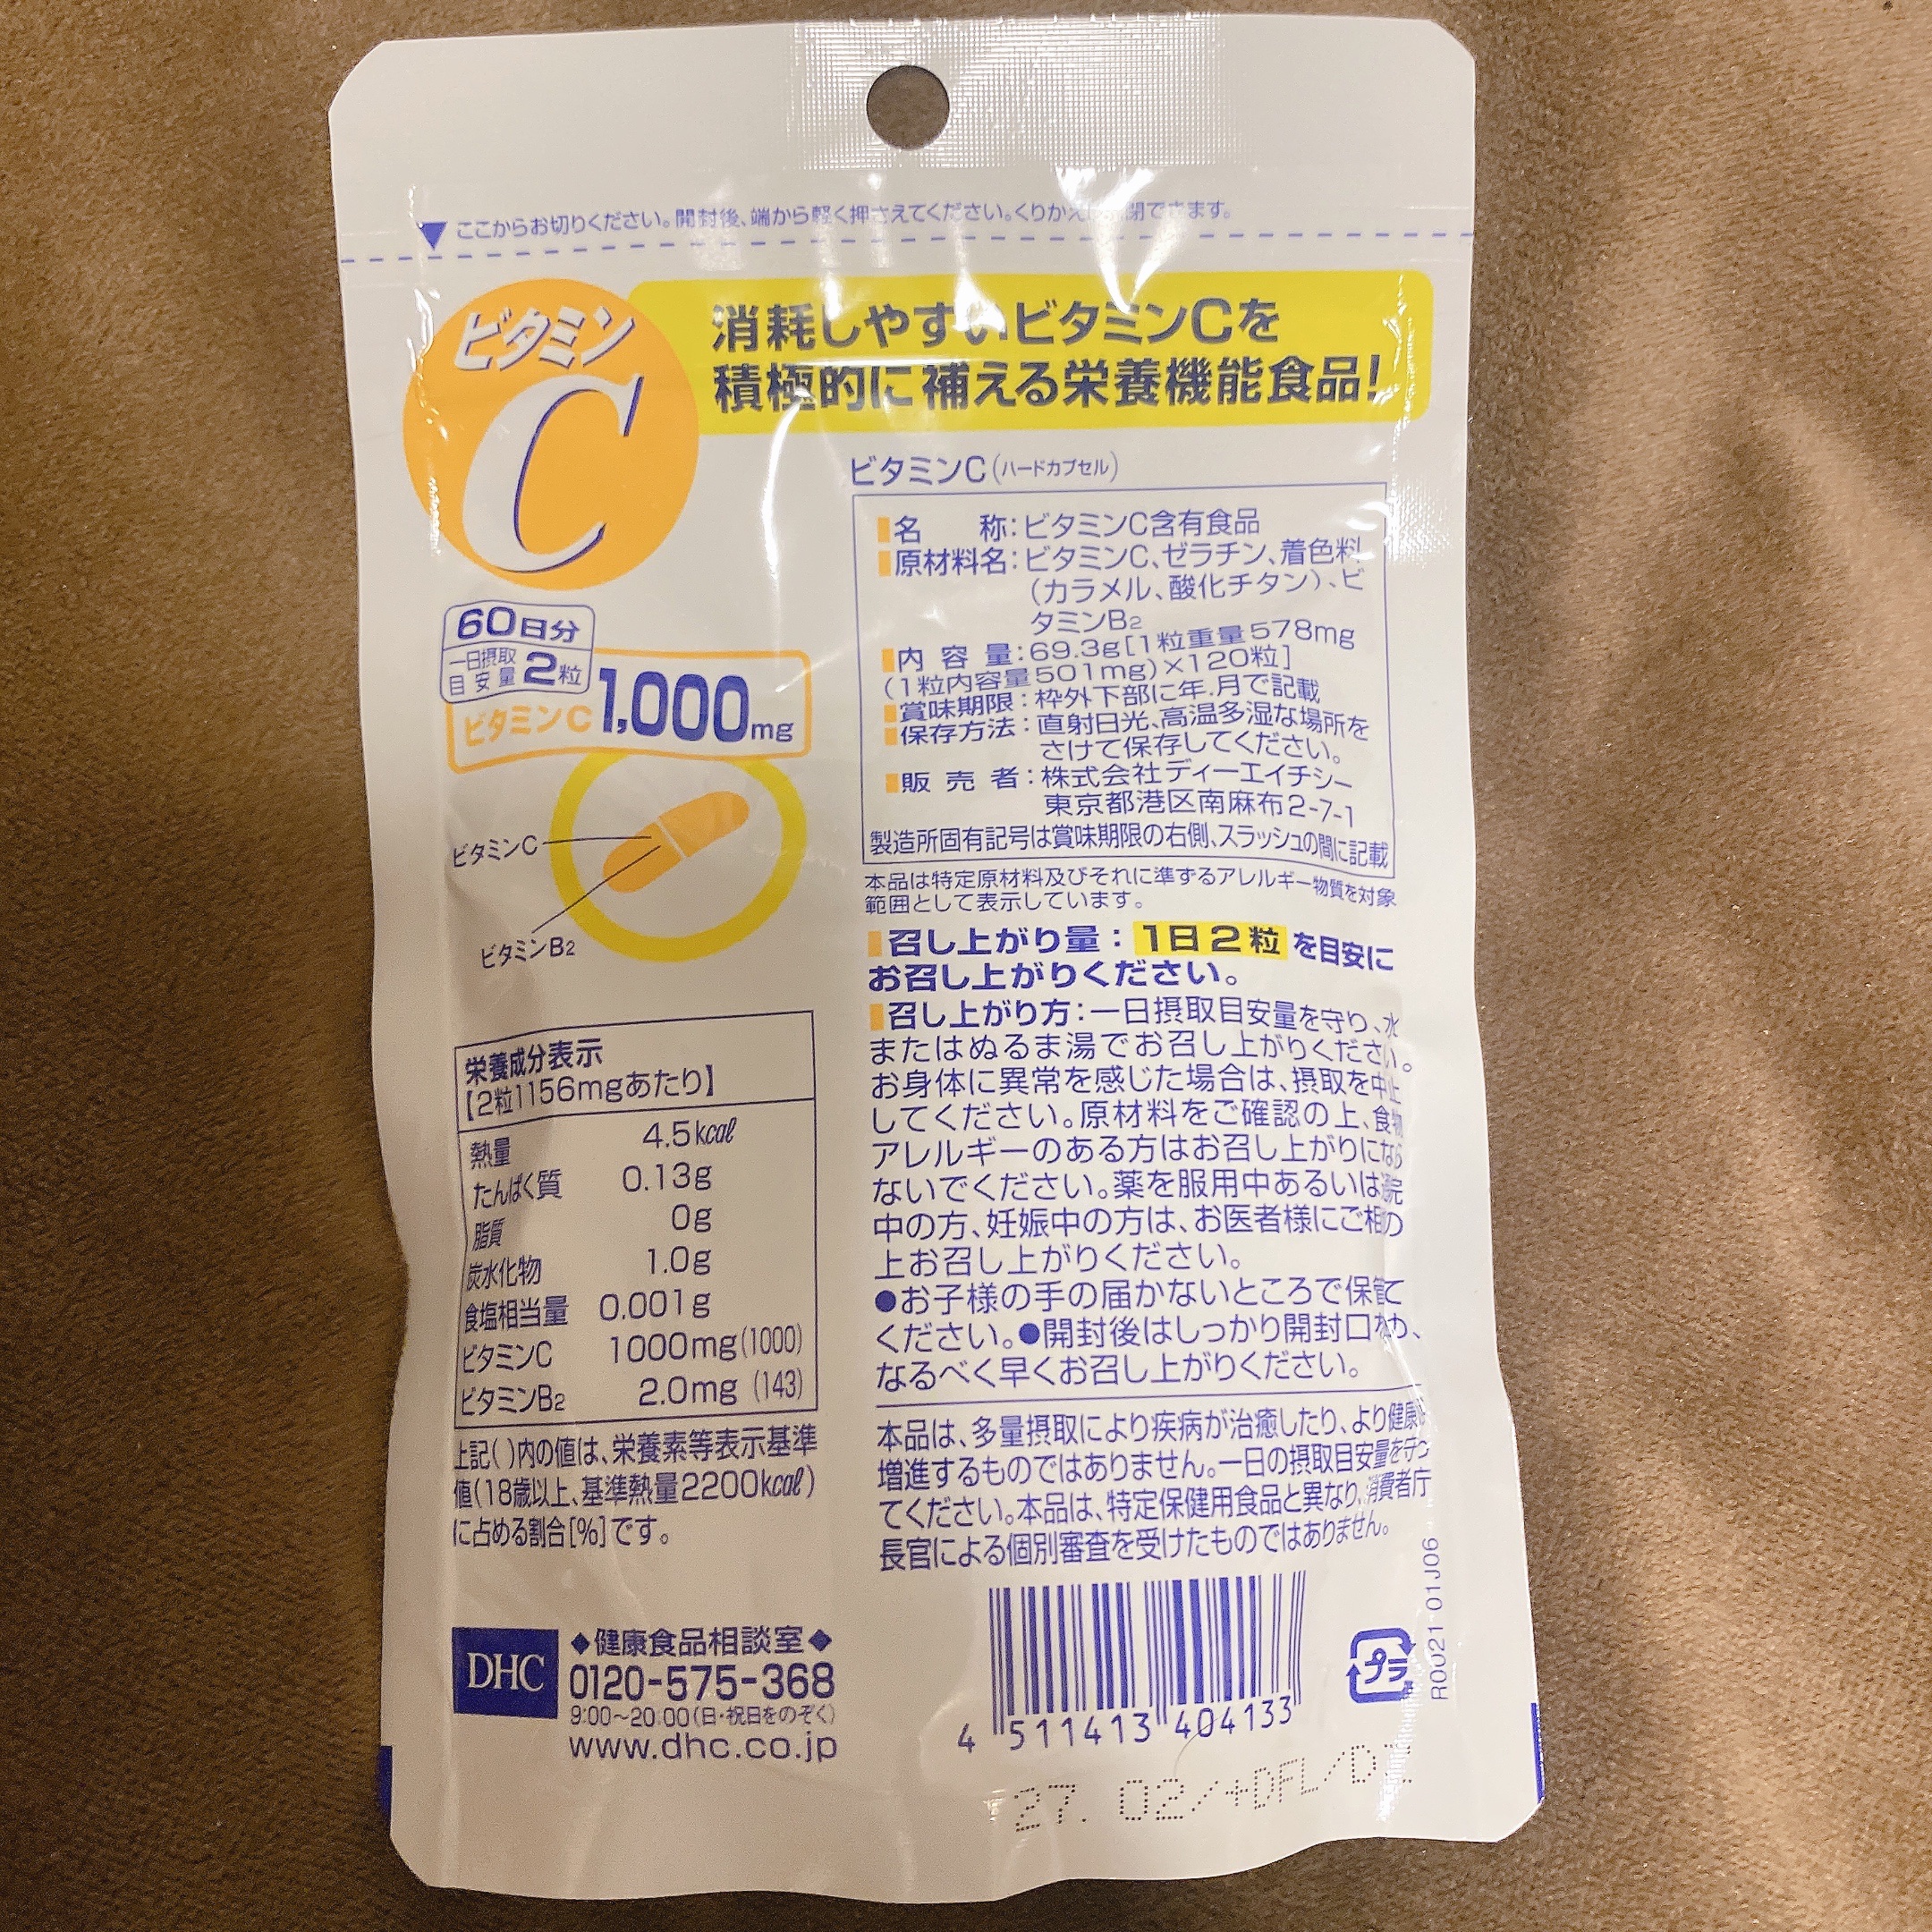 ここからお切りください。開封後、端から軽く押さえてください。くりかえし開閉できます。
ビタミン
C
消耗しやすいビタミンCを
積極的に補える栄養機能食品!
60日分
一日摂取
目安量
2粒
ビタミンC 1,000mg
ビタミンC
ビタミンB2
栄養成分表示
【2粒1156mgあたり】
熱量 4.5kcal
たんぱく質 0.13g
脂質 0g
炭水化物 1.0g
食塩相当量 0.001g
ビタミンC 1000mg(1000)
ビタミンB2 2.0mg (143)
上記( )内の値は、栄養素等表示基準
値(18歳以上、基準熱量2200kcal)
に占める割合[%]です。
DHC
◆健康食品相談室◆
0120-575-368
9:00〜20:00(日・祝日をのぞく)
www.dhc.co.jp
ビタミンC(ハードカプセル)
名 称:ビタミンC含有食品
原材料名:ビタミンC、ゼラチン、着色料
(カラメル、酸化チタン)、ビ
タミンB2
内 容 量:69.3g[1粒重量578mg
(1粒内容量501mg)×120粒]
賞味期限:枠外下部に年.月で記載
保存方法:直射日光、高温多湿な場所を
さけて保存してください。
販 売 者:株式会社ディーエイチシー
東京都港区南麻布2-7-1
製造所固有記号は賞味期限の右側、スラッシュの間に記載
本品は特定原材料及びそれに準ずるアレルギー物質を対象
範囲として表示しています。
召し上がり量:1日2粒を目安に
お召し上がりください。
召し上がり方:一日摂取目安量を守り、水
またはぬるま湯でお召し上がりください。
お身体に異常を感じた場合は、摂取を中止
してください。原材料をご確認の上、食物
アレルギーのある方はお召し上がりになら
ないでください。薬を服用中あるいは通院
中の方、妊娠中の方は、お医者様にご相談の
上お召し上がりください。
●お子様の手の届かないところで保管して
ください。●開封後はしっかり開封口を閉め、
なるべく早くお召し上がりください。
本品は、多量摂取により疾病が治癒したり、より健康が
増進するものではありません。一日の摂取目安量を守っ
てください。本品は、特定保健用食品と異なり、消費者庁
長官による個別審査を受けたものではありません。
4 511413 404133
プラ
R0021 01J06
27. 02/+DFL/